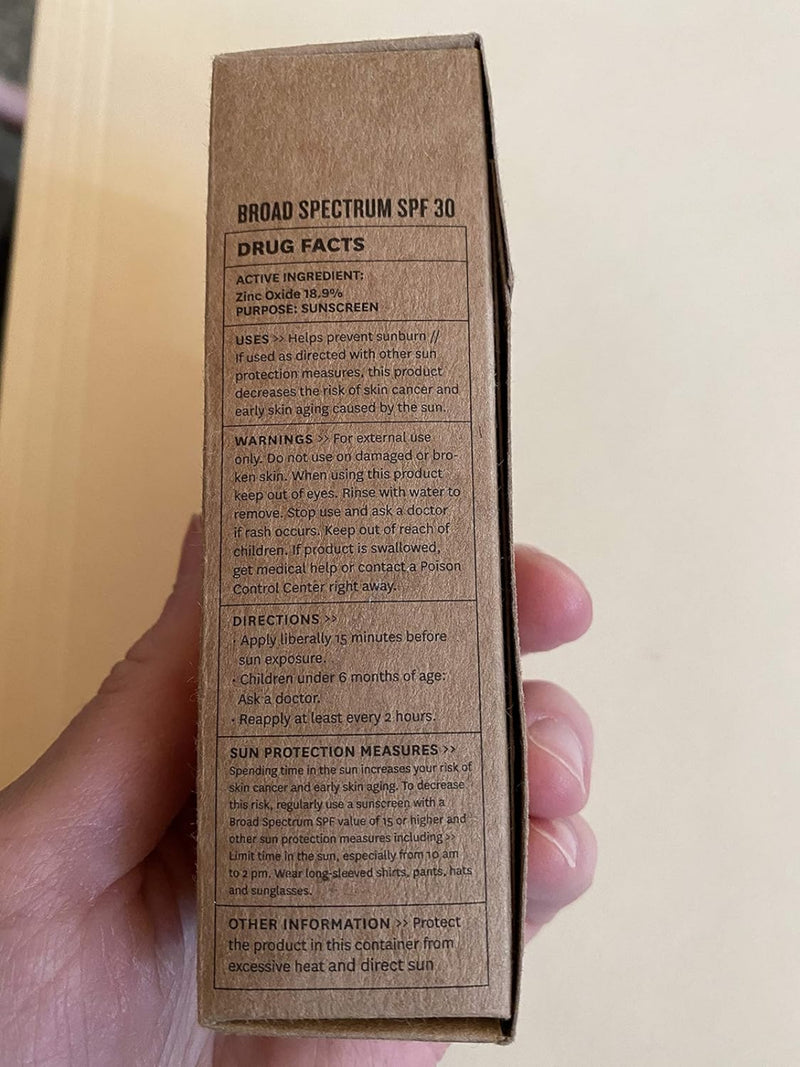 BROAD SPECTRUM SPF 30
DRUG FACTS
ACTIVE INGREDIENT:
Zinc Oxide 18.9%
PURPOSE: SUNSCREEN
USES >> Helps prevent sunburn //
If used as directed with other sun
protection measures, this product
decreases the risk of skin cancer and
early skin aging caused by the sun.
WARNINGS >> For external use
only. Do not use on damaged or bro-
ken skin. When using this product
keep out of eyes. Rinse with water to
remove. Stop use and ask a doctor
if rash occurs. Keep out of reach of
children. If product is swallowed,
get medical help or contact a Poison
Control Center right away.
DIRECTIONS >>
· Apply liberally 15 minutes before
sun exposure.
· Children under 6 months of age:
Ask a doctor.
· Reapply at least every 2 hours.
SUN PROTECTION MEASURES >>
Spending time in the sun increases your risk of
skin cancer and early skin aging. To decrease
this risk, regularly use a sunscreen with a
Broad Spectrum SPF value of 15 or higher and
other sun protection measures including >>
Limit time in the sun, especially from 10 am
to 2 pm. Wear long-sleeved shirts, pants, hats
and sunglasses.
OTHER INFORMATION >> Protect
the product in this container from
excessive heat and direct sun